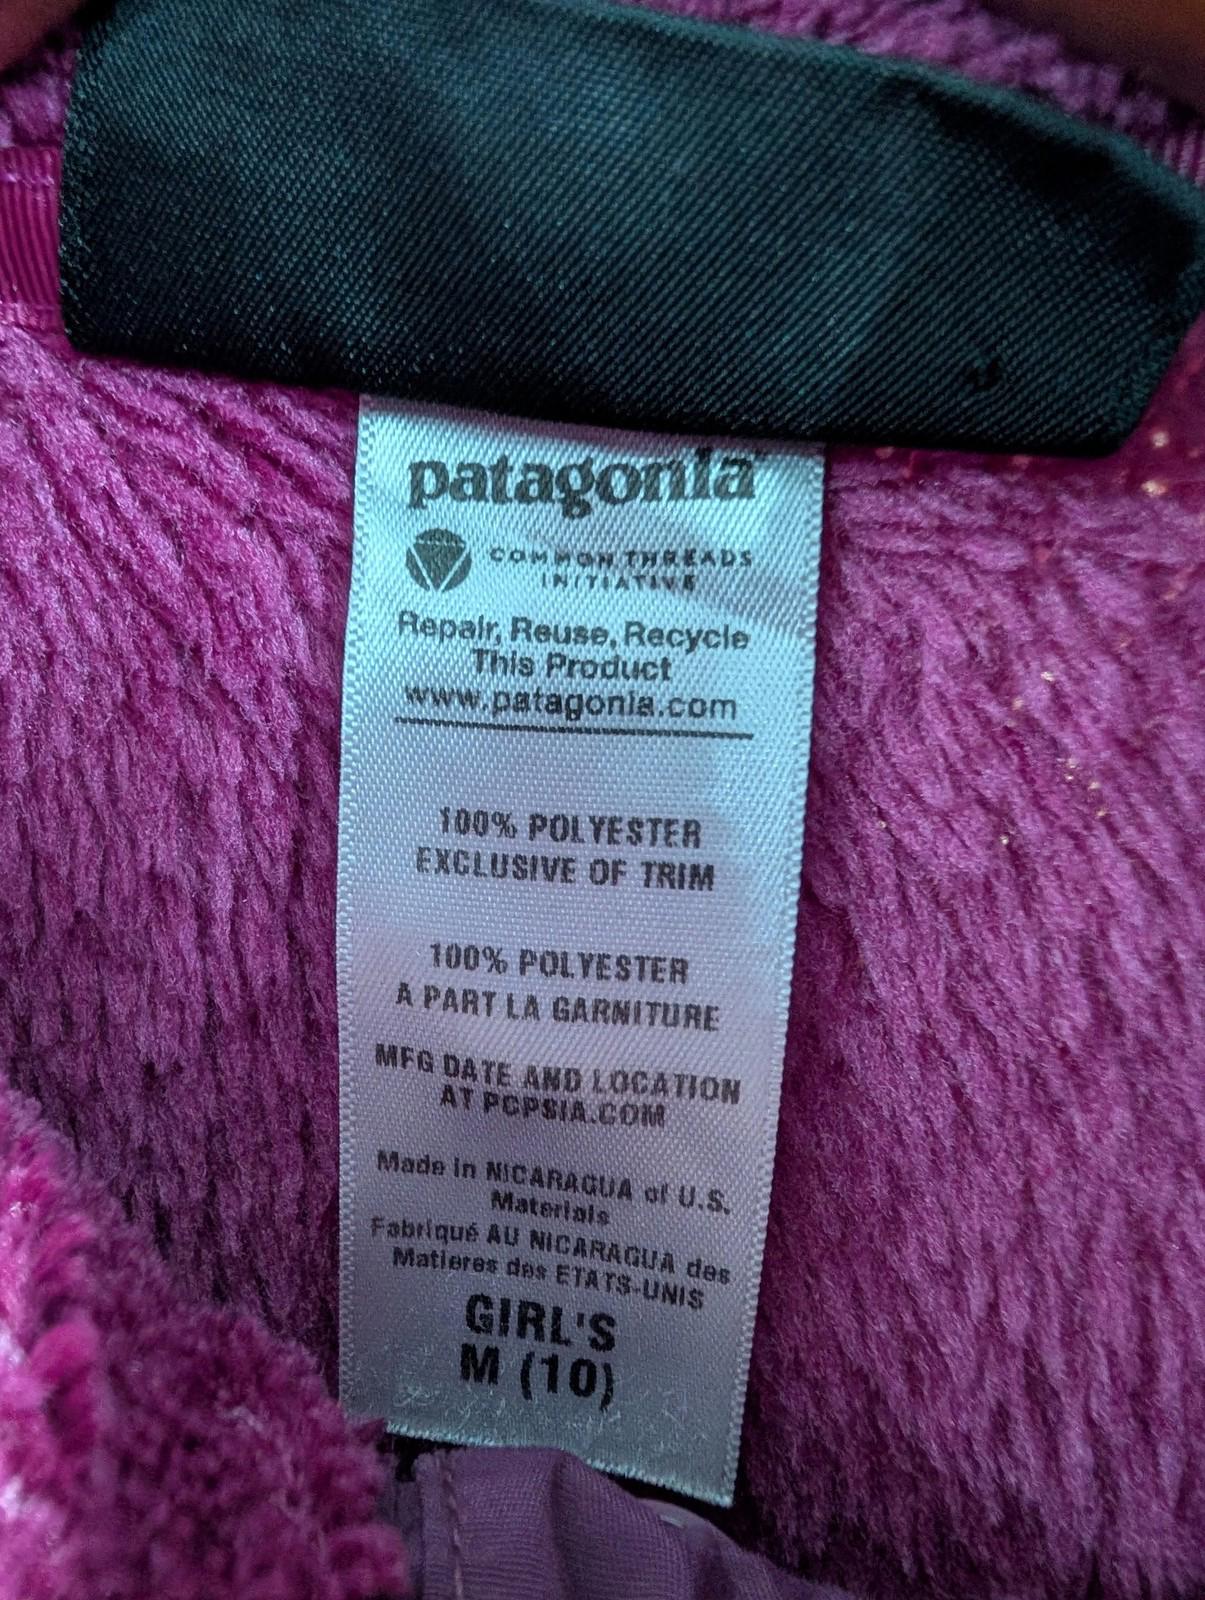 patagonia
COMMON THREADS
INITIATIVE
Repair, Reuse, Recycle
This Product
www.patagonia.com
100% POLYESTER
EXCLUSIVE OF TRIM
100% POLYESTER
A PART LA GARNITURE
MFG DATE AND LOCATION
AT PCPSIA.COM
Made in NICARAGUA of U.S.
Materials
Fabriqué AU NICARAGUA des
Matieres des ETATS-UNIS
GIRL'S
M (10)